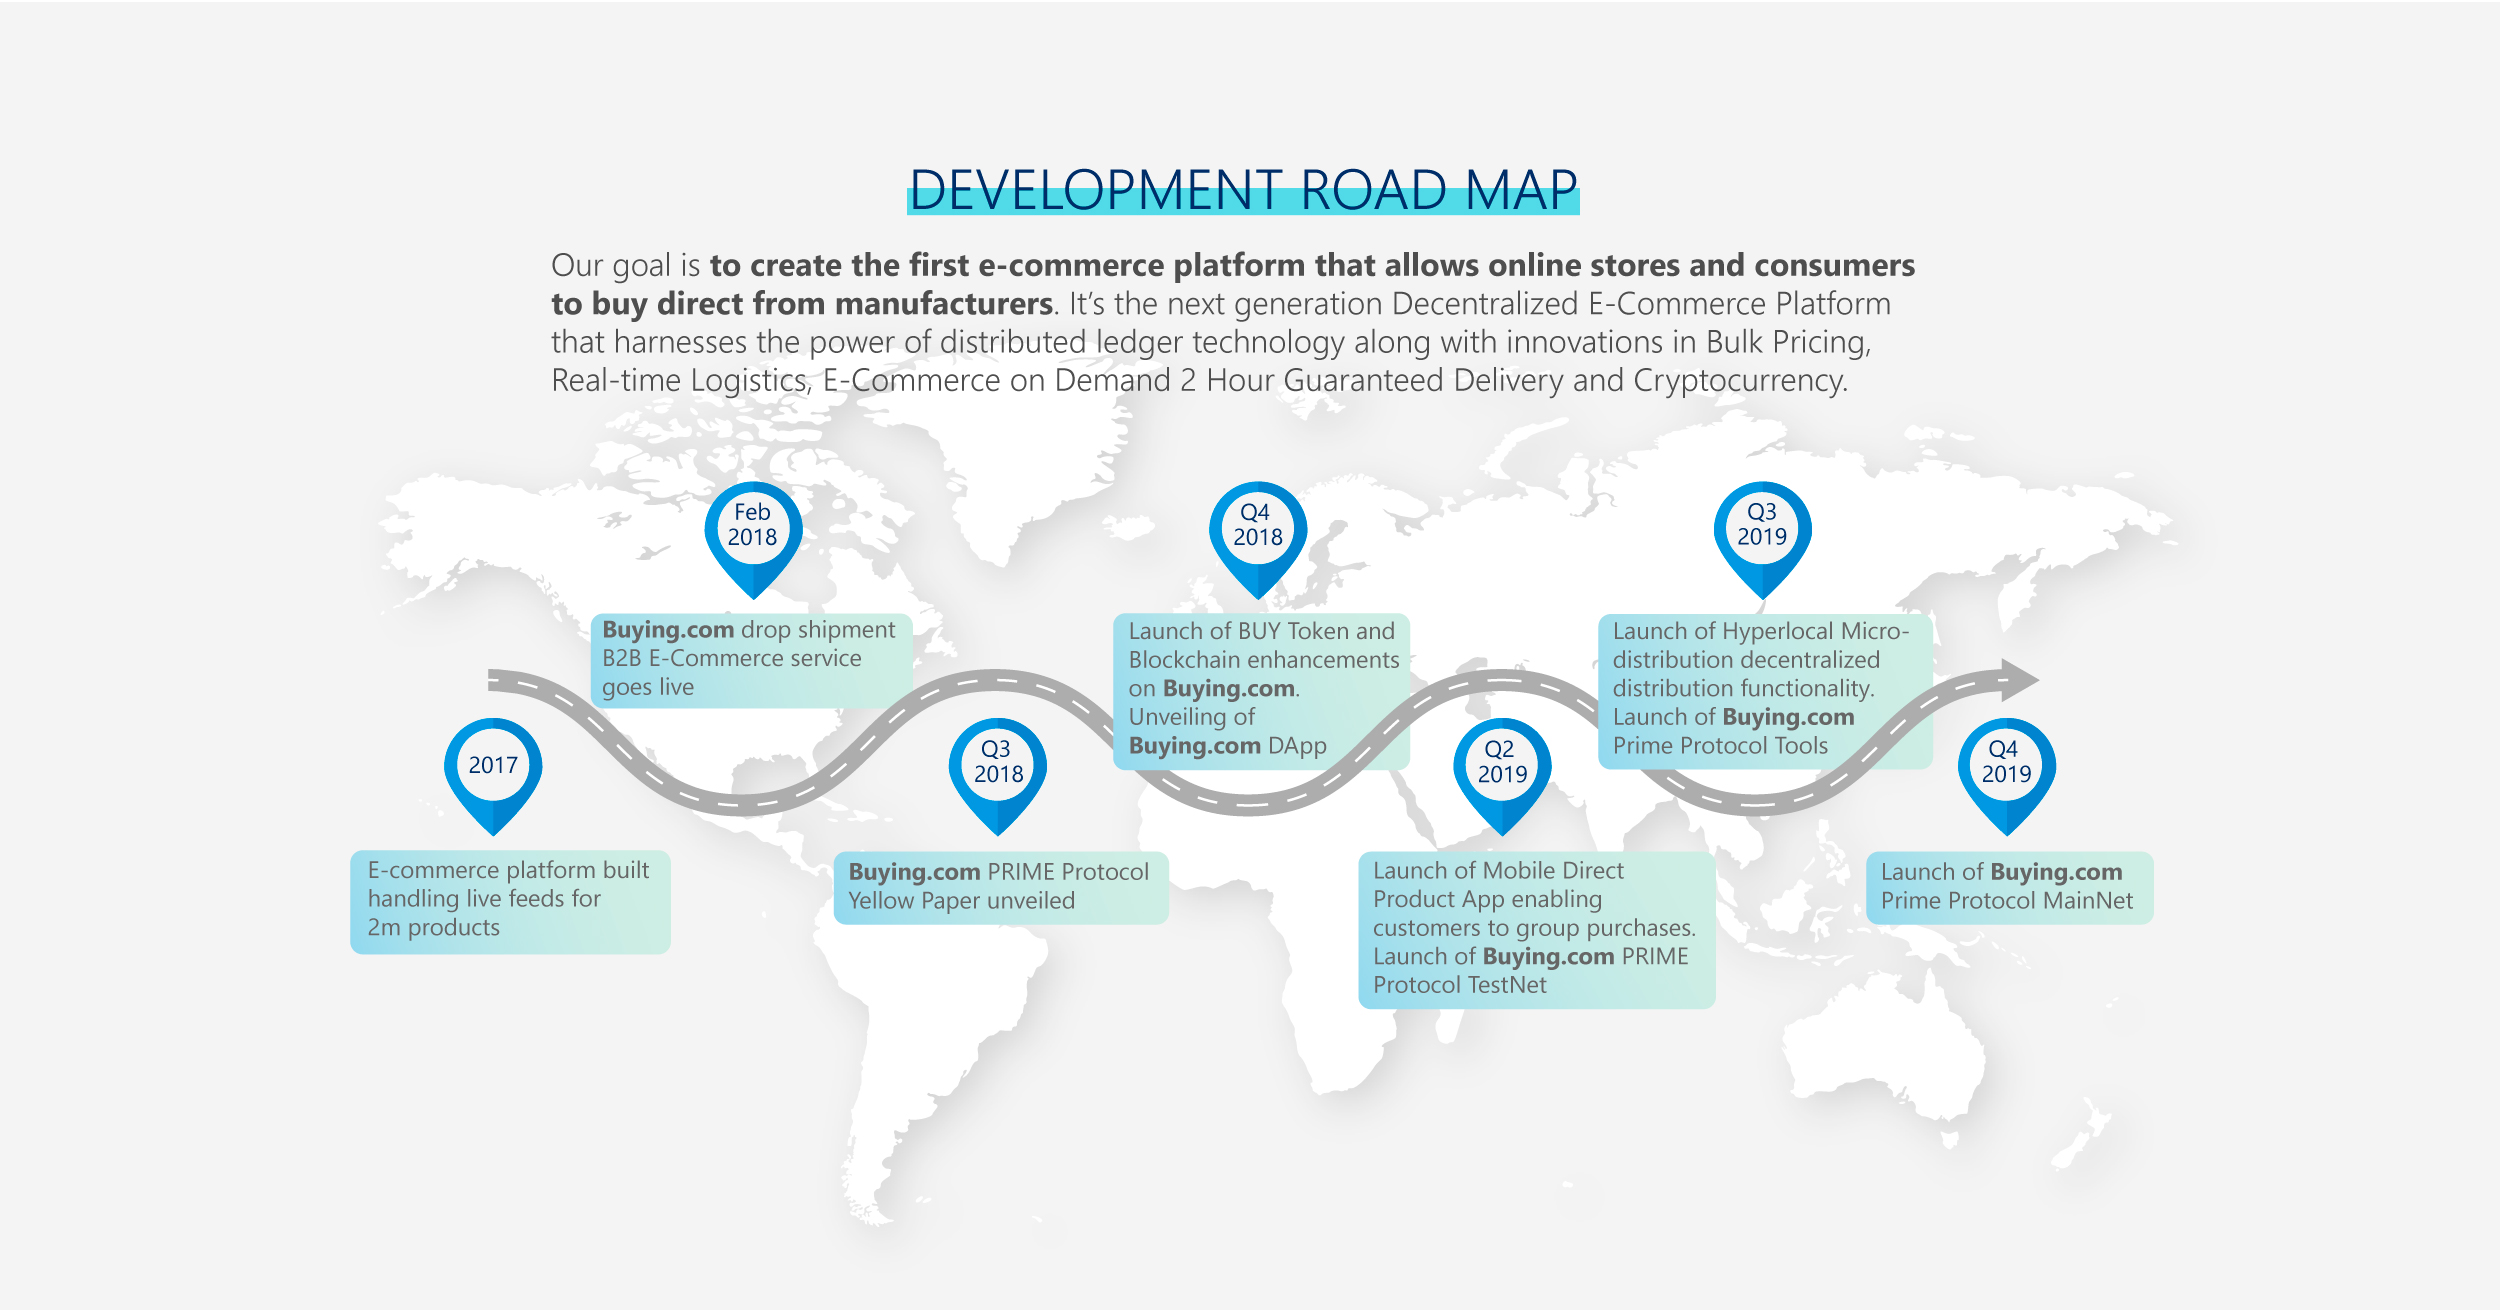 DEVELOPMENT ROAD MAP
Our goal is to create the first e-commerce platform that allows online stores and consumers
to buy direct from manufacturers. It’s the next generation Decentralized E-Commerce Platform
that harnesses the power of distributed ledger technology along with innovations in Bulk Pricing,
Real-time Logistics, E-Commerce on Demand 2 Hour Guaranteed Delivery and Cryptocurrency.
2017
E-commerce platform built
handling live feeds for
2m products
Feb
2018
Buying.com drop shipment
B2B E-Commerce service
goes live
Q3
2018
Buying.com PRIME Protocol
Yellow Paper unveiled
Q4
2018
Launch of BUY Token and
Blockchain enhancements
on Buying.com.
Unveiling of
Buying.com DApp
Q2
2019
Launch of Mobile Direct
Product App enabling
customers to group purchases.
Launch of Buying.com PRIME
Protocol TestNet
Q3
2019
Launch of Hyperlocal Micro-
distribution decentralized
distribution functionality.
Launch of Buying.com
Prime Protocol Tools
Q4
2019
Launch of Buying.com
Prime Protocol MainNet